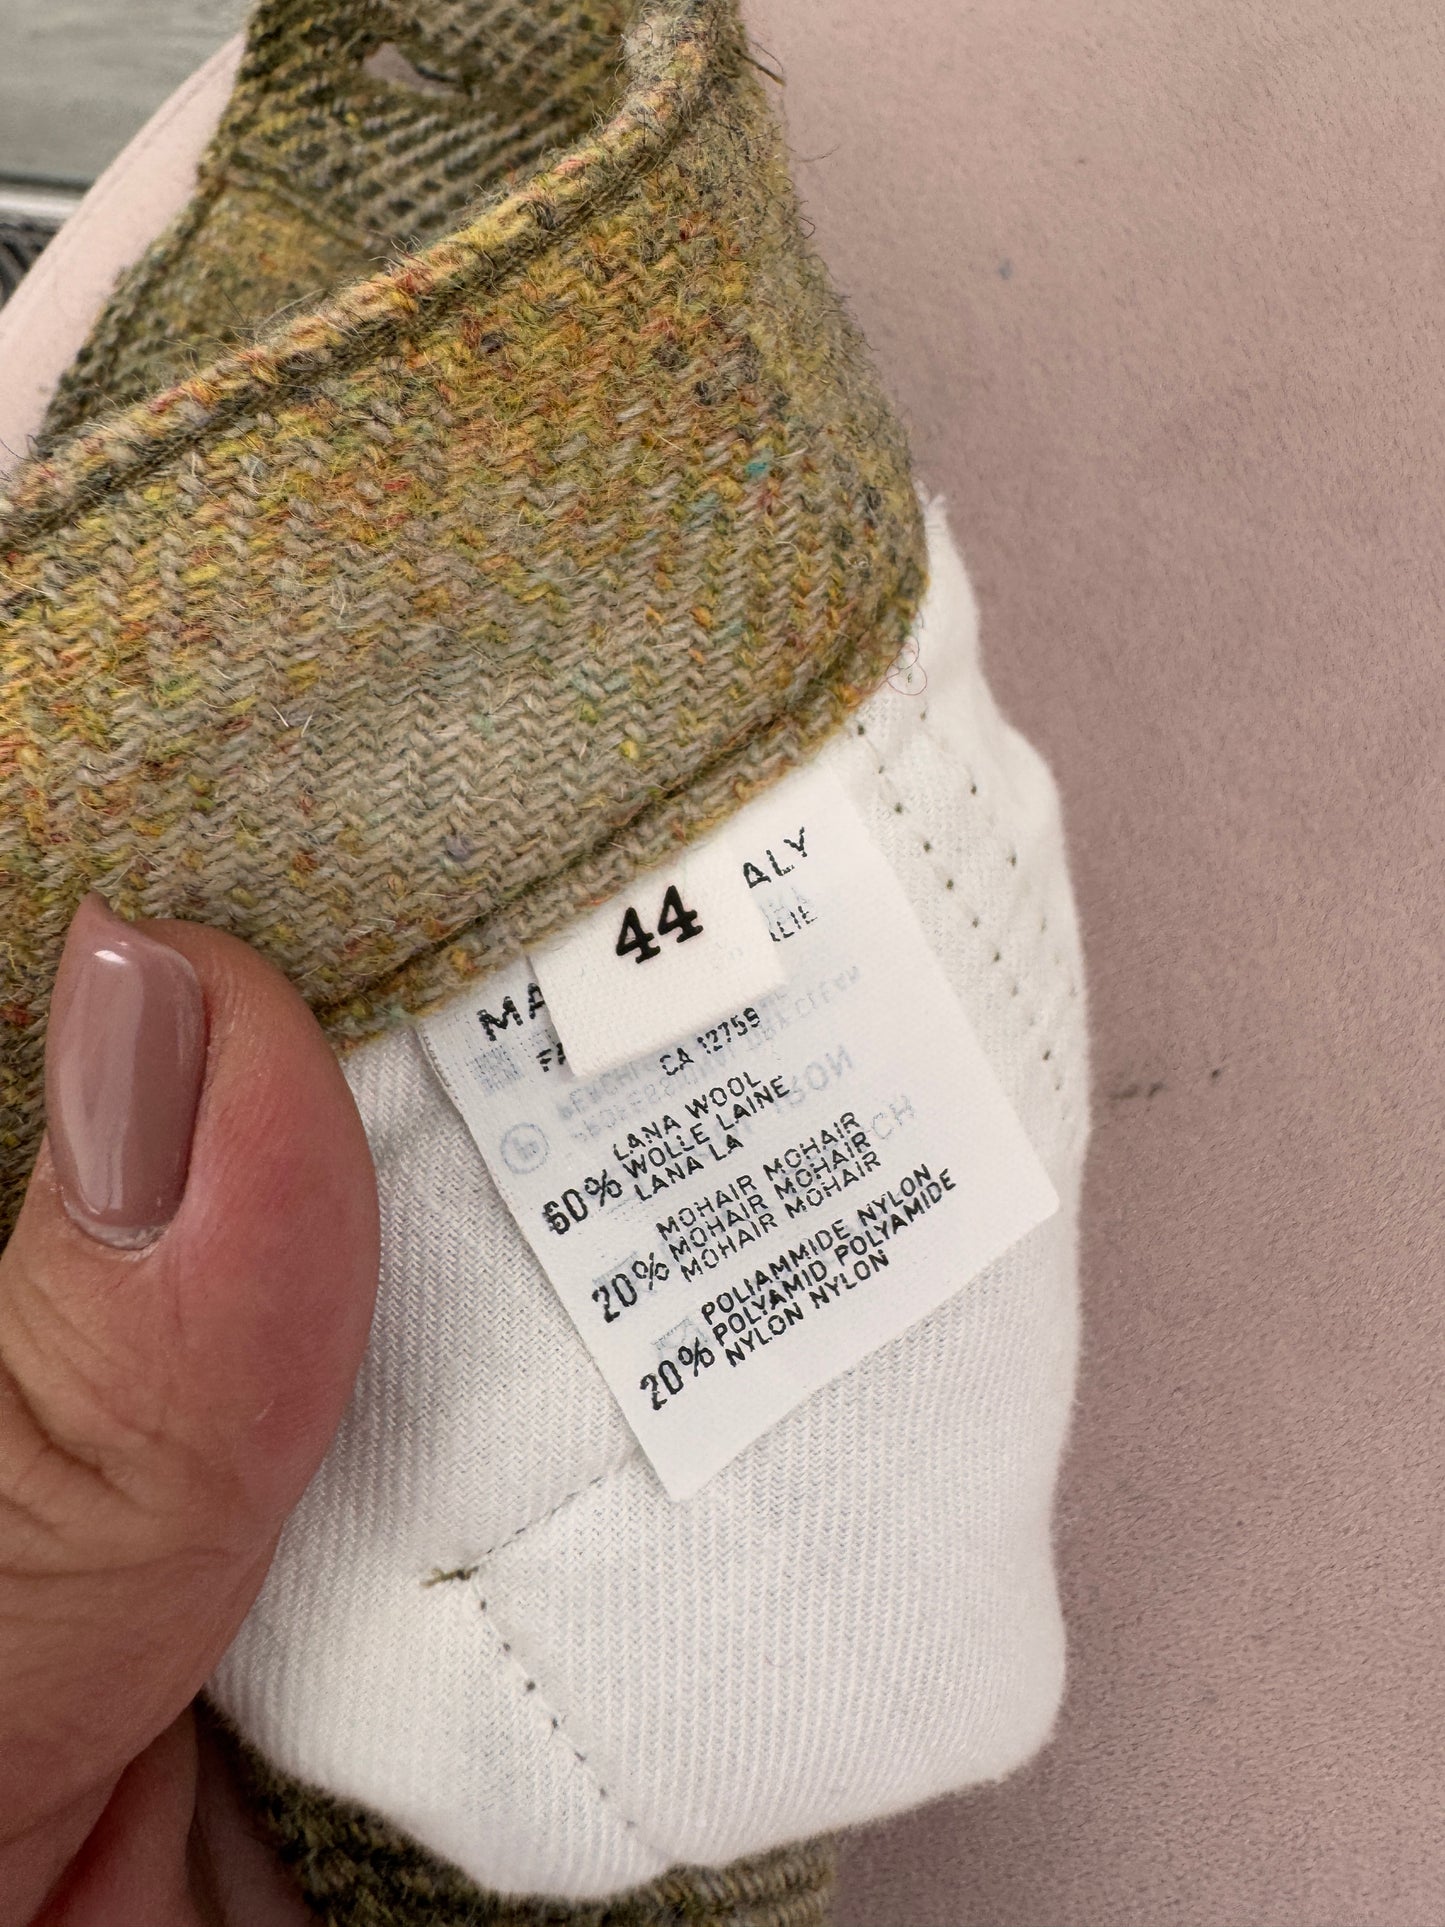 44
MA ALY
CA 12759
60% LANA WOOL
WOLLE LAINE
LANA LA
20% MOHAIR MOHAIR
MOHAIR MOHAIR
MOHAIR MOHAIR
20% POLIAMMIDE NYLON
POLYAMID POLYAMIDE
NYLON NYLON